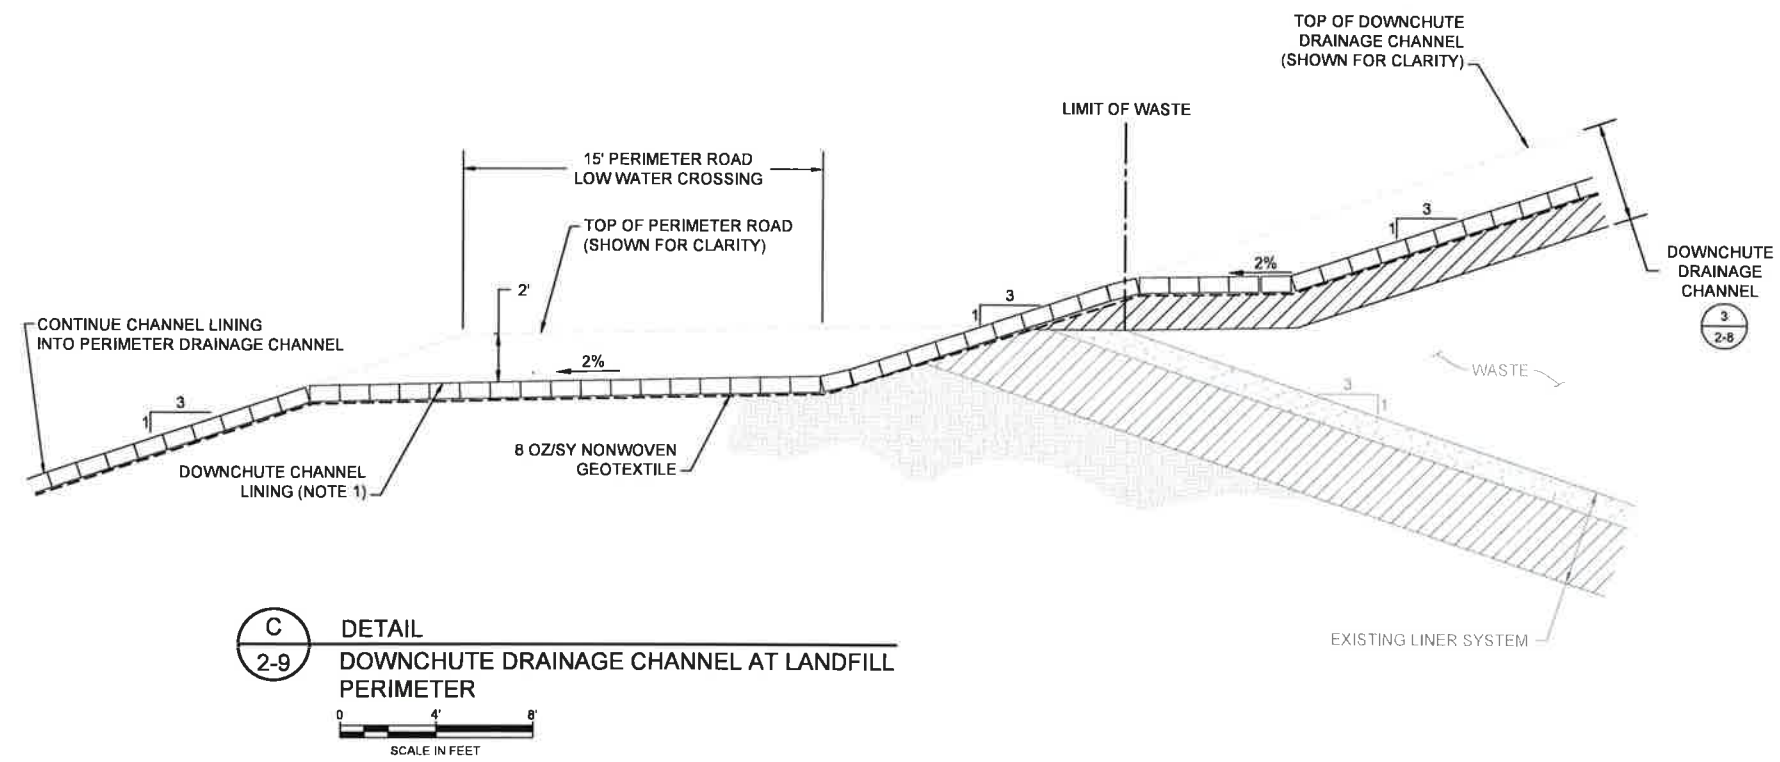 TOP OF DOWNCHUTE
DRAINAGE CHANNEL
(SHOWN FOR CLARITY)
LIMIT OF WASTE
15' PERIMETER ROAD
LOW WATER CROSSING
TOP OF PERIMETER ROAD
(SHOWN FOR CLARITY)
3
1
DOWNCHUTE
DRAINAGE
CHANNEL
3
2-8
2%
2'
3
1
CONTINUE CHANNEL LINING
INTO PERIMETER DRAINAGE CHANNEL
2%
WASTE
3
1
3
1
8 OZ/SY NONWOVEN
GEOTEXTILE
DOWNCHUTE CHANNEL
LINING (NOTE 1)
EXISTING LINER SYSTEM
C
2-9
DETAIL
DOWNCHUTE DRAINAGE CHANNEL AT LANDFILL
PERIMETER
0 4' 8'
SCALE IN FEET